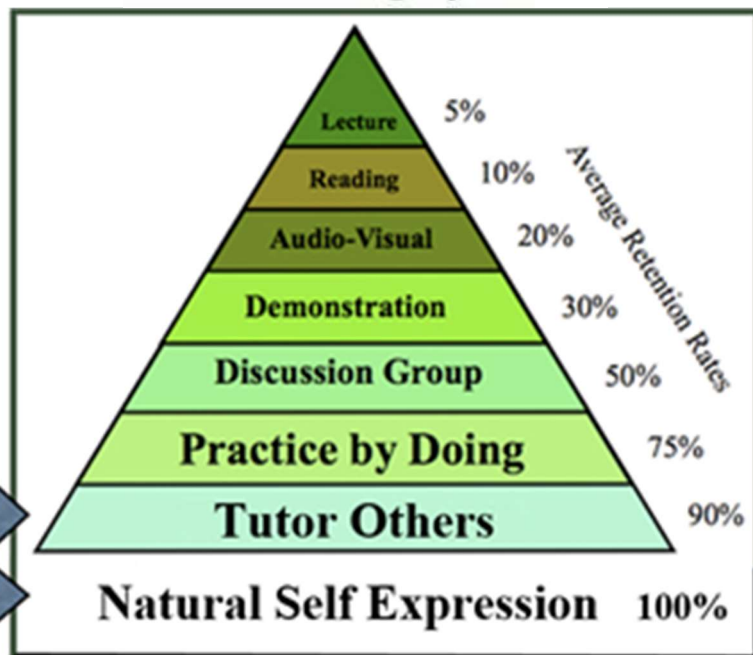 Lecture 5%
Reading 10%
Audio-Visual 20%
Demonstration 30%
Discussion Group 50%
Practice by Doing 75%
Tutor Others 90%
Natural Self Expression 100%
Average Retention Rates